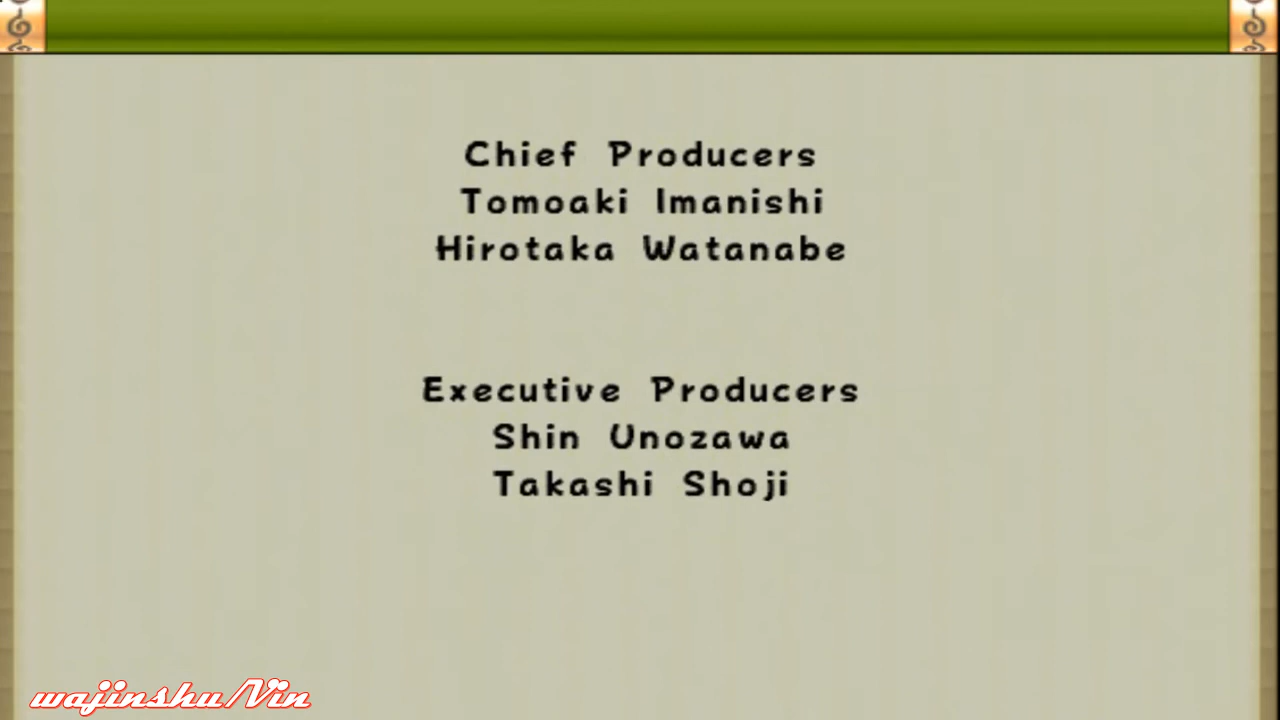 Chief Producers
Tomoaki Imanishi
Hirotaka Watanabe
Executive Producers
Shin Unozawa
Takashi Shoji
wajinshu/Vin